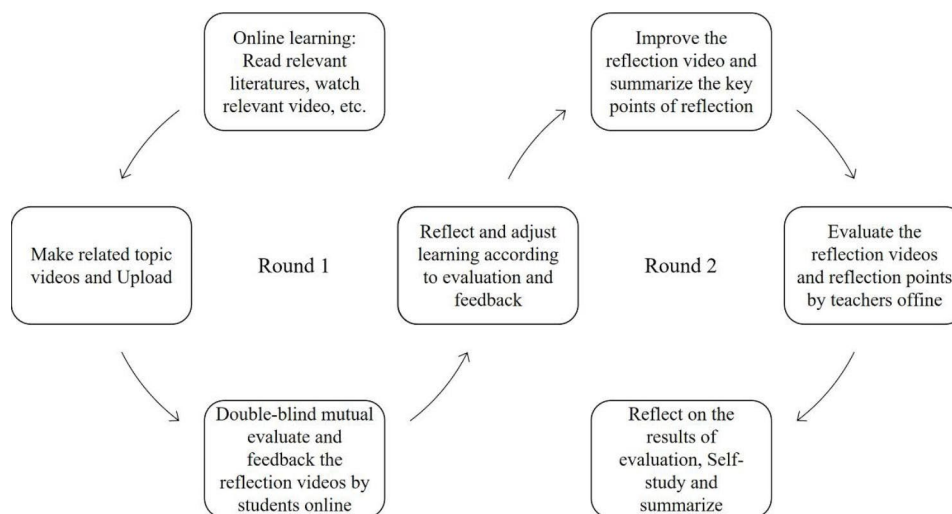 Online learning:
Read relevant
literatures, watch
relevant video, etc.
Improve the
reflection video and
summarize the key
points of reflection
Make related topic
videos and Upload
Round 1
Reflect and adjust
learning according
to evaluation and
feedback
Round 2
Evaluate the
reflection videos
and reflection points
by teachers offine
Double-blind mutual
evaluate and
feedback the
reflection videos by
students online
Reflect on the
results of
evaluation, Self-
study and
summarize